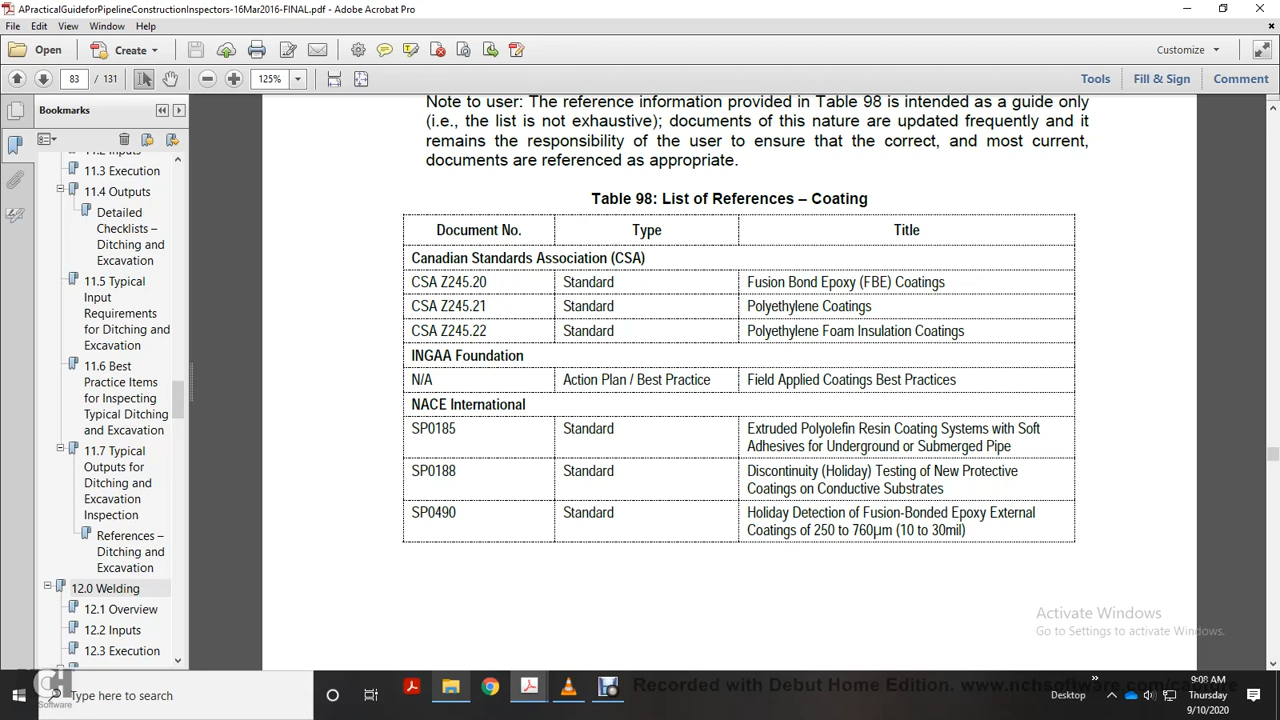 APracticalGuideforPipelineConstructionInspectors-16Mar2016-FINAL.pdf - Adobe Acrobat Pro
File Edit View Window Help
Open Create Customize
83 / 131 125% Tools Fill & Sign Comment
Bookmarks
11.2 Inputs
11.3 Execution
11.4 Outputs
Detailed
Checklists –
Ditching and
Excavation
11.5 Typical
Input
Requirements
for Ditching and
Excavation
11.6 Best
Practice Items
for Inspecting
Typical Ditching
and Excavation
11.7 Typical
Outputs for
Ditching and
Excavation
Inspection
References –
Ditching and
Excavation
12.0 Welding
12.1 Overview
12.2 Inputs
12.3 Execution
Note to user: The reference information provided in Table 98 is intended as a guide only
(i.e., the list is not exhaustive); documents of this nature are updated frequently and it
remains the responsibility of the user to ensure that the correct, and most current,
documents are referenced as appropriate.
Table 98: List of References – Coating
Document No. Type Title
Canadian Standards Association (CSA)
CSA Z245.20 Standard Fusion Bond Epoxy (FBE) Coatings
CSA Z245.21 Standard Polyethylene Coatings
CSA Z245.22 Standard Polyethylene Foam Insulation Coatings
INGAA Foundation
N/A Action Plan / Best Practice Field Applied Coatings Best Practices
NACE International
SP0185 Standard Extruded Polyolefin Resin Coating Systems with Soft
Adhesives for Underground or Submerged Pipe
SP0188 Standard Discontinuity (Holiday) Testing of New Protective
Coatings on Conductive Substrates
SP0490 Standard Holiday Detection of Fusion-Bonded Epoxy External
Coatings of 250 to 760µm (10 to 30mil)
Activate Windows
Go to Settings to activate Windows.
NCH
Software
Type here to search
Recorded with Debut Home Edition. www.nchsoftware.com/capture
Desktop
9:08 AM
Thursday
9/10/2020